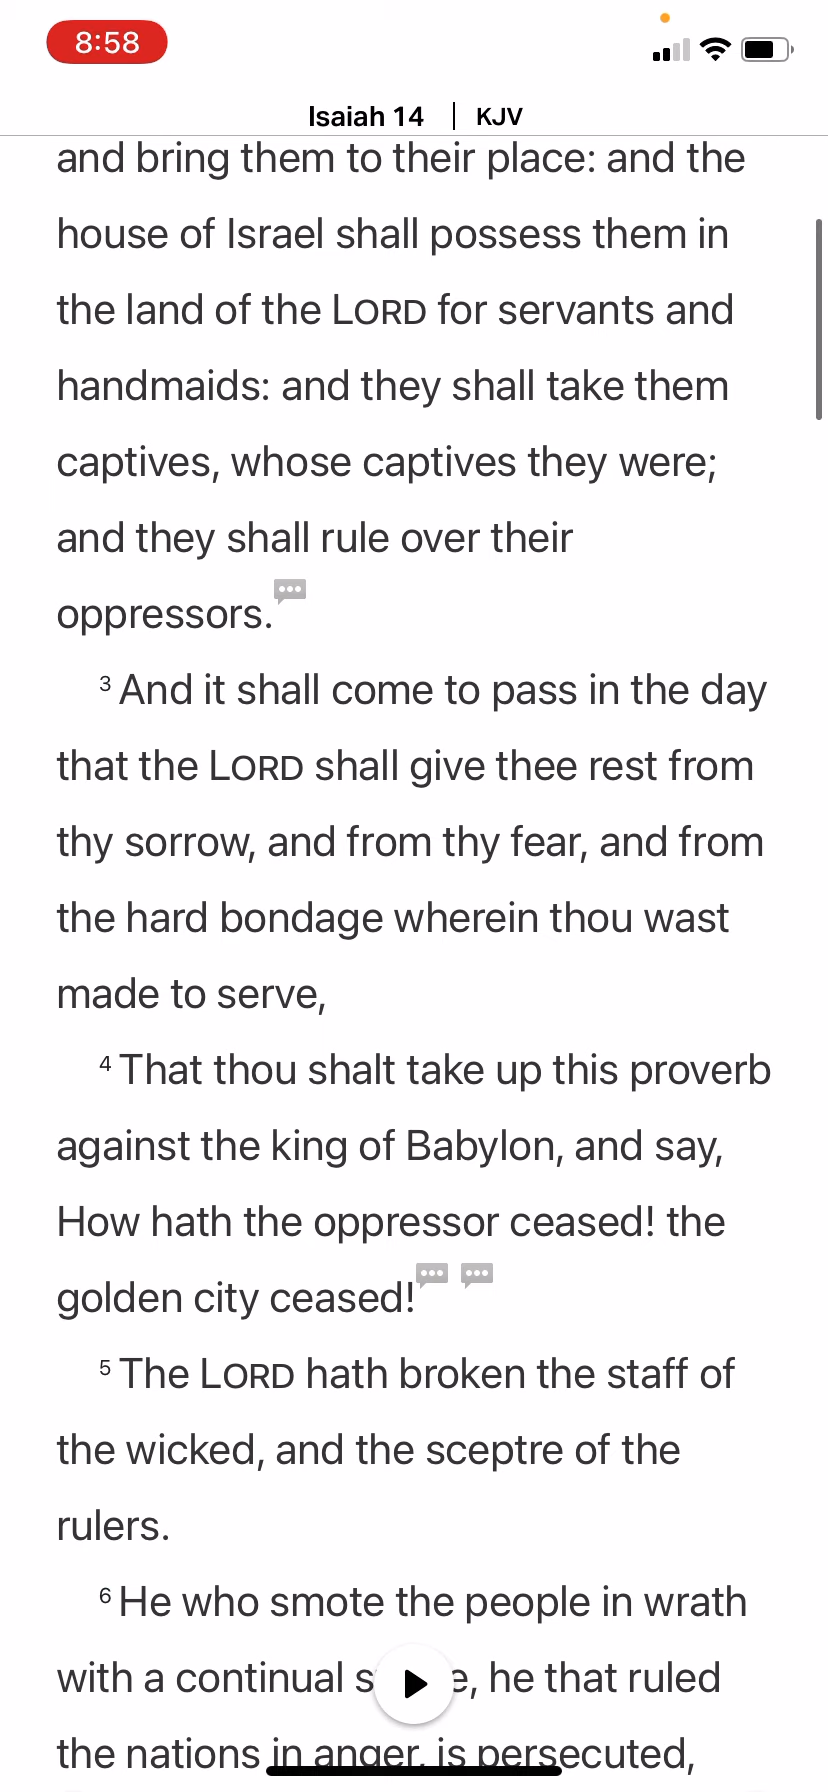 8:58
Isaiah 14 | KJV
and bring them to their place: and the
house of Israel shall possess them in
the land of the LORD for servants and
handmaids: and they shall take them
captives, whose captives they were;
and they shall rule over their
oppressors.
3 And it shall come to pass in the day
that the LORD shall give thee rest from
thy sorrow, and from thy fear, and from
the hard bondage wherein thou wast
made to serve,
4 That thou shalt take up this proverb
against the king of Babylon, and say,
How hath the oppressor ceased! the
golden city ceased!
5 The LORD hath broken the staff of
the wicked, and the sceptre of the
rulers.
6 He who smote the people in wrath
with a continual he that ruled
the nations in anger, is persecuted,